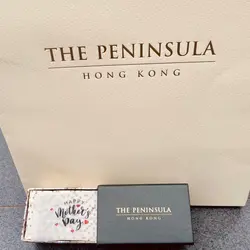 THE PENINSULA
HONG KONG
HAPPY
Mother's
Day
THE PENINSULA
HONG KONG